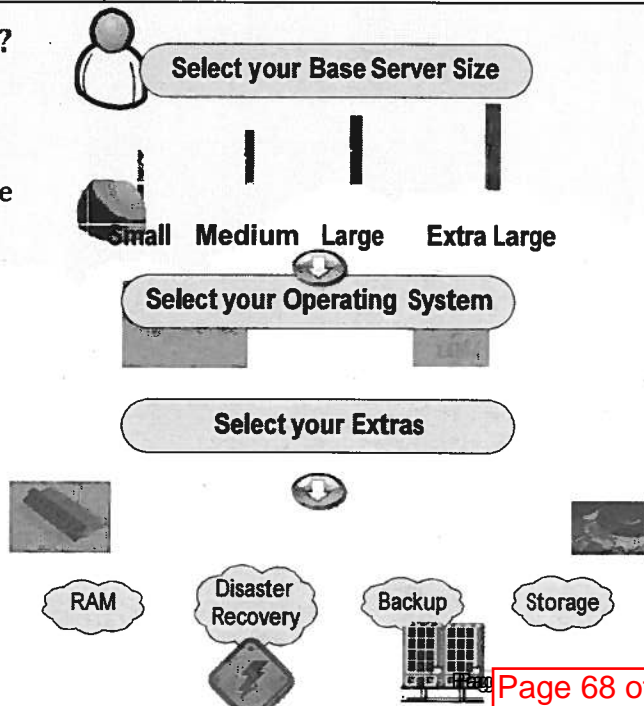 ?
Select your Base Server Size
e
Small Medium Large Extra Large
Select your Operating System
Select your Extras
RAM
Disaster
Recovery
Backup
Storage
Page 68 of